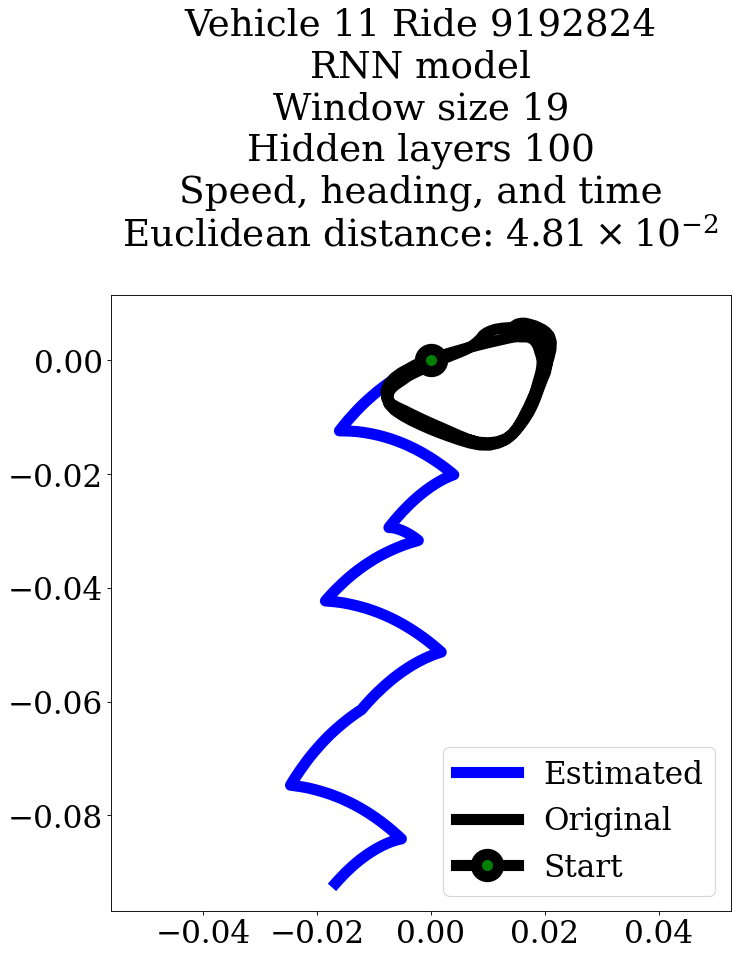 Vehicle 11 Ride 9192824
RNN model
Window size 19
Hidden layers 100
Speed, heading, and time
Euclidean distance: 4.81 × 10⁻²
0.00
−0.02
−0.04
−0.06
−0.08
Estimated
Original
Start
−0.04 −0.02 0.00 0.02 0.04